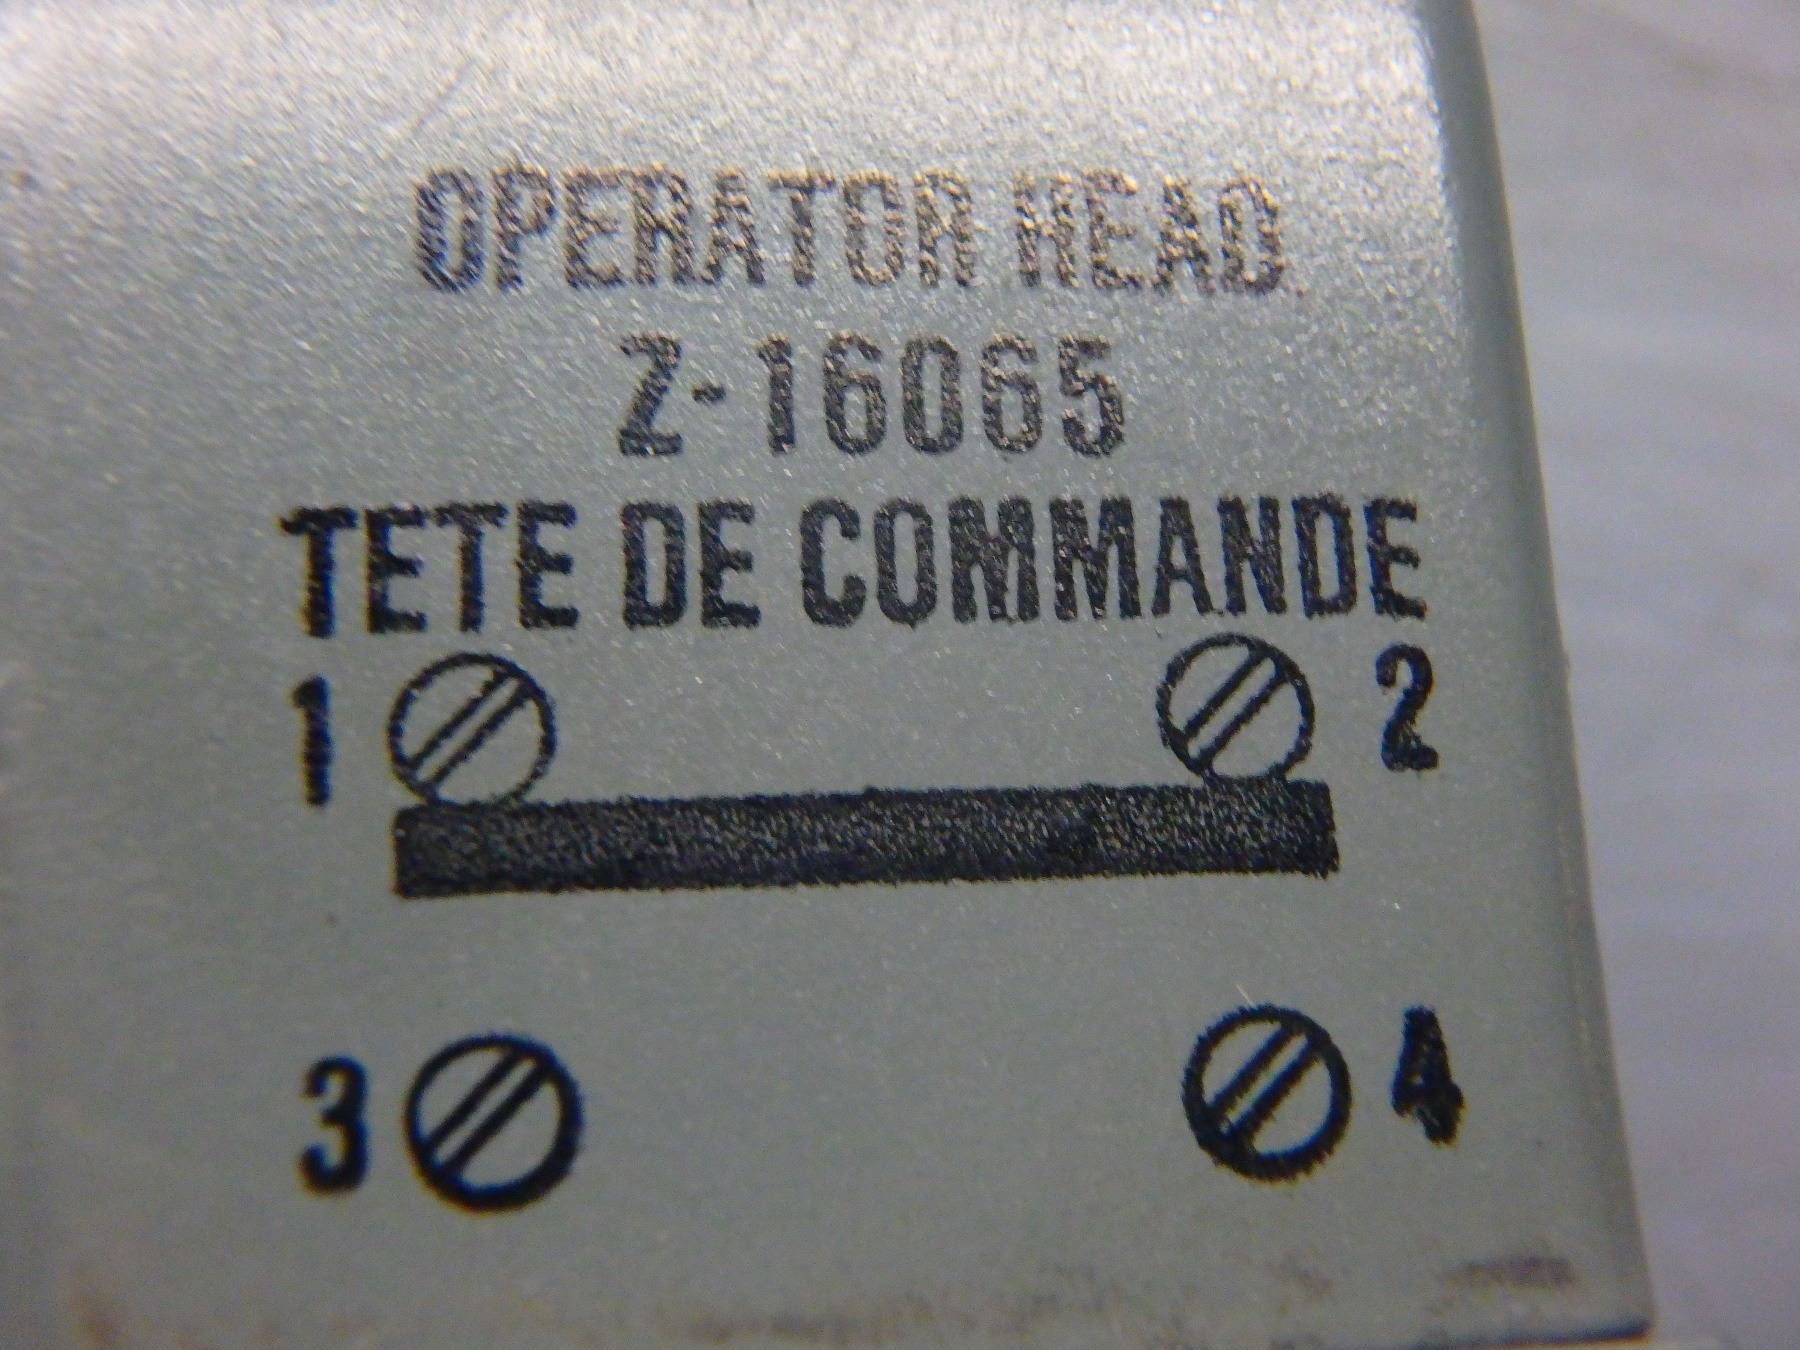 OPERATOR HEAD
Z-16065
TETE DE COMMANDE
1 2
3 4